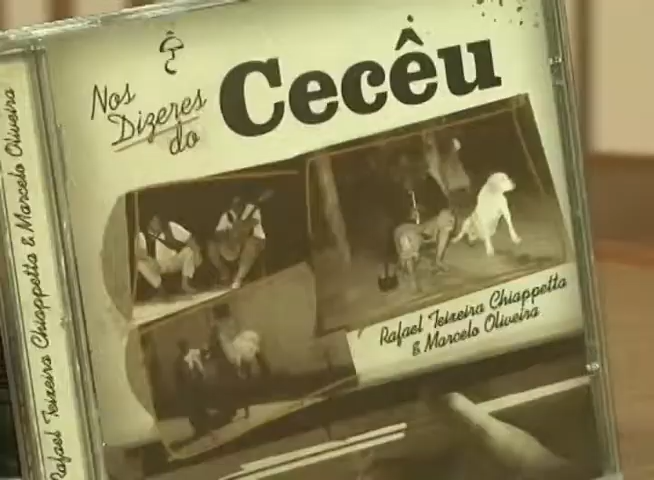 Nos
Dizeres
do
Cecêu
Rafael Teixeira Chiappetta
& Marcelo Oliveira
Rafael Teixeira Chiappetta & Marcelo Oliveira